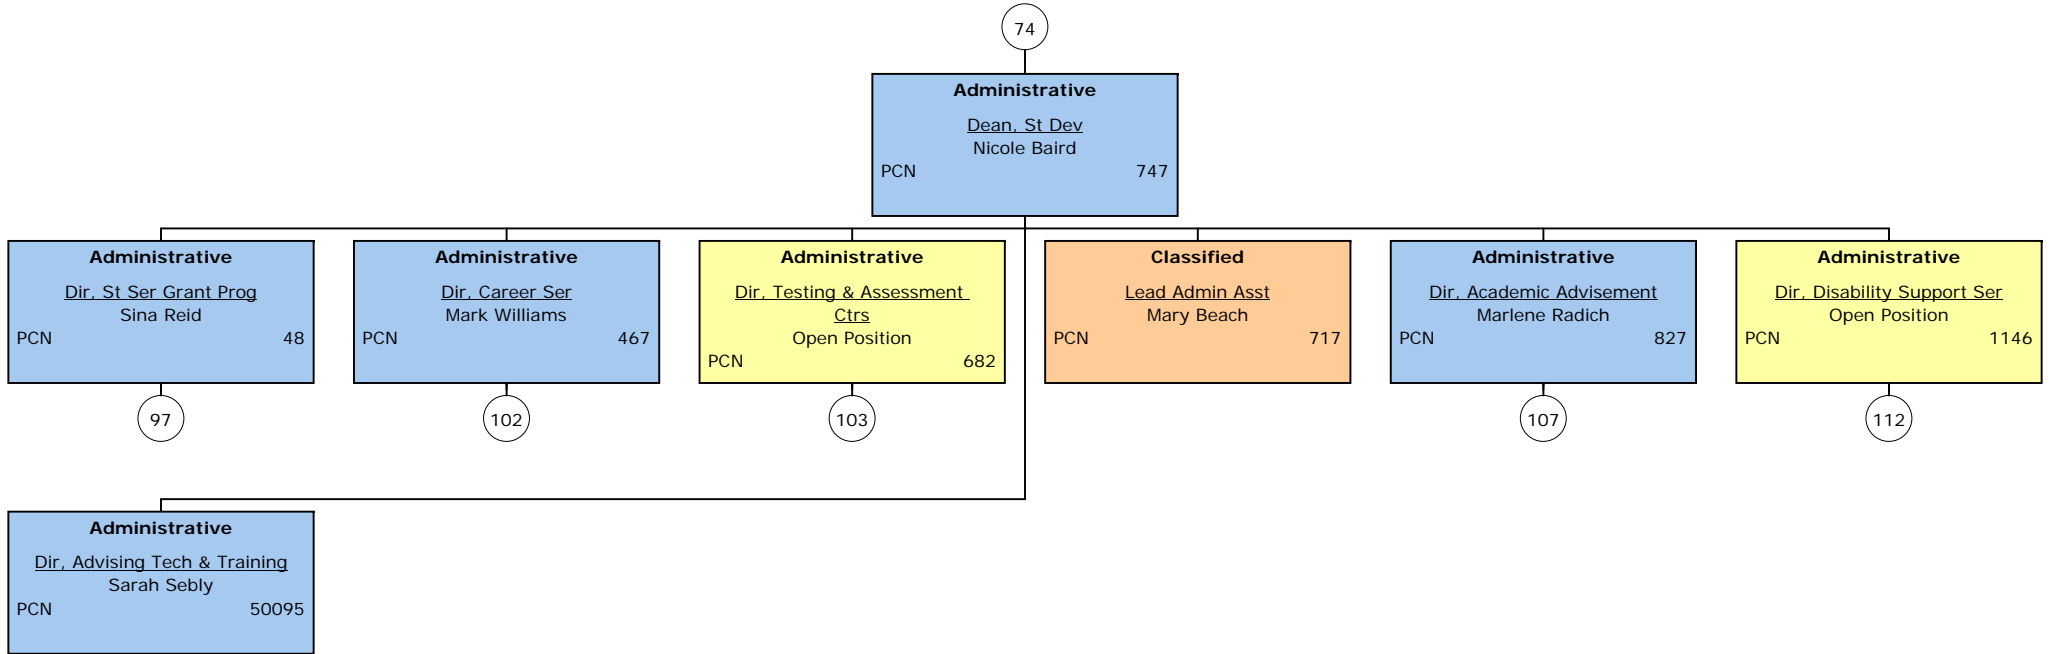 74
Administrative
Dean, St Dev
Nicole Baird
PCN 747
Administrative
Dir, St Ser Grant Prog
Sina Reid
PCN 48
97
Administrative
Dir, Career Ser
Mark Williams
PCN 467
102
Administrative
Dir, Testing & Assessment
Ctrs
Open Position
PCN 682
103
Classified
Lead Admin Asst
Mary Beach
PCN 717
Administrative
Dir, Academic Advisement
Marlene Radich
PCN 827
107
Administrative
Dir, Disability Support Ser
Open Position
PCN 1146
112
Administrative
Dir, Advising Tech & Training
Sarah Sebly
PCN 50095